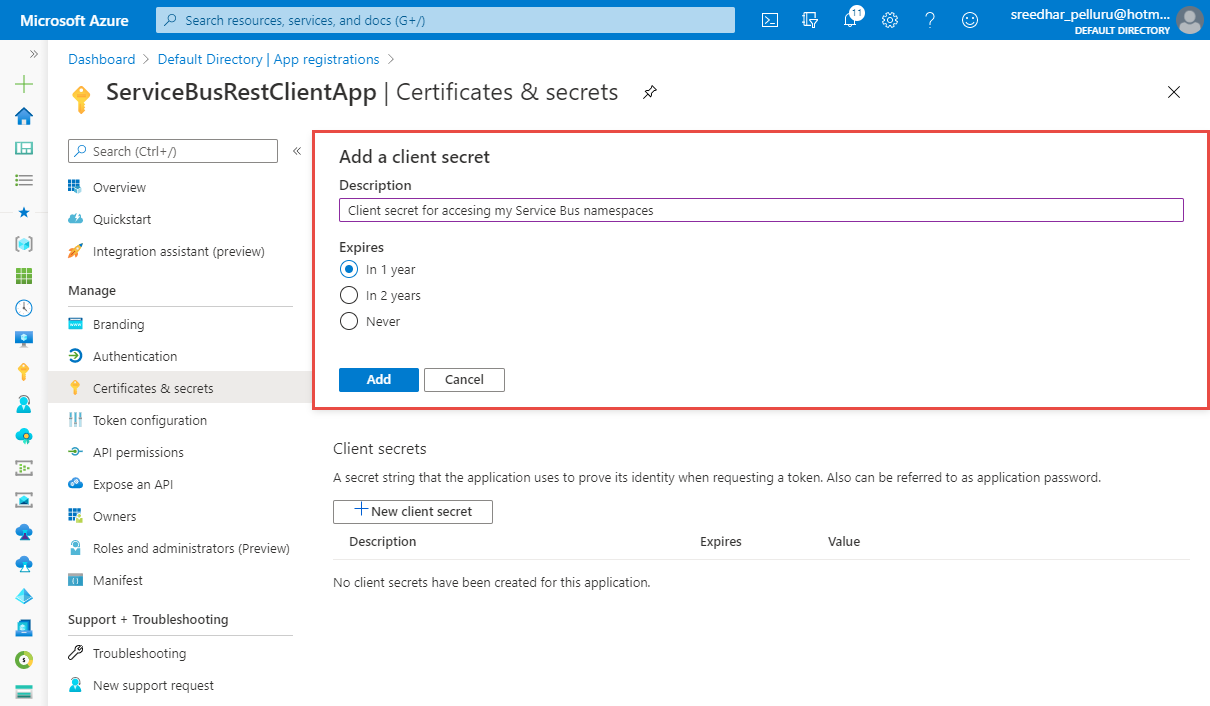 Microsoft Azure
Search resources, services, and docs (G+/)
11
sreedhar_pelluru@hotm...
DEFAULT DIRECTORY
Dashboard > Default Directory | App registrations >
ServiceBusRestClientApp | Certificates & secrets
Search (Ctrl+/)
Overview
Quickstart
Integration assistant (preview)
Manage
Branding
Authentication
Certificates & secrets
Token configuration
API permissions
Expose an API
Owners
Roles and administrators (Preview)
Manifest
Support + Troubleshooting
Troubleshooting
New support request
Add a client secret
Description
Client secret for accesing my Service Bus namespaces
Expires
In 1 year
In 2 years
Never
Add Cancel
Client secrets
A secret string that the application uses to prove its identity when requesting a token. Also can be referred to as application password.
New client secret
Description Expires Value
No client secrets have been created for this application.